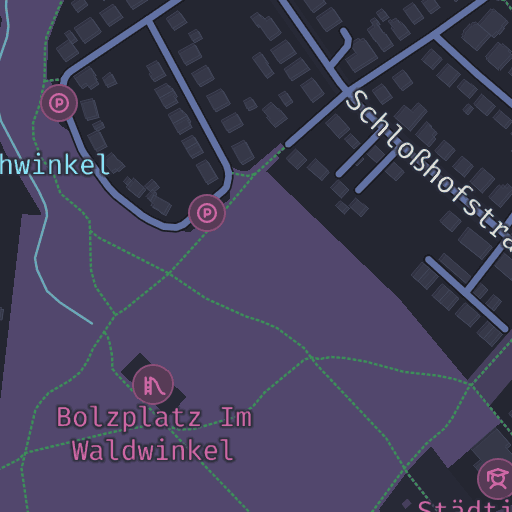 P
hwinkel
Schloßhofstra
P
Bolzplatz Im
Waldwinkel
Städti